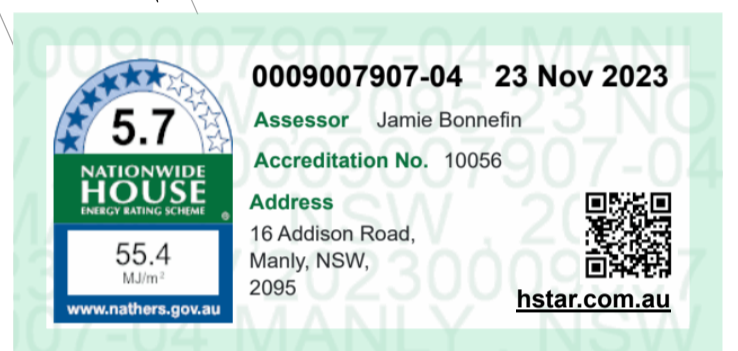 0009007907-04 23 Nov 2023
Assessor Jamie Bonnefin
Accreditation No. 10056
Address
16 Addison Road,
Manly, NSW,
2095
hstar.com.au
5.7
NATIONWIDE
HOUSE
ENERGY RATING SCHEME ®
55.4
MJ/m²
www.nathers.gov.au